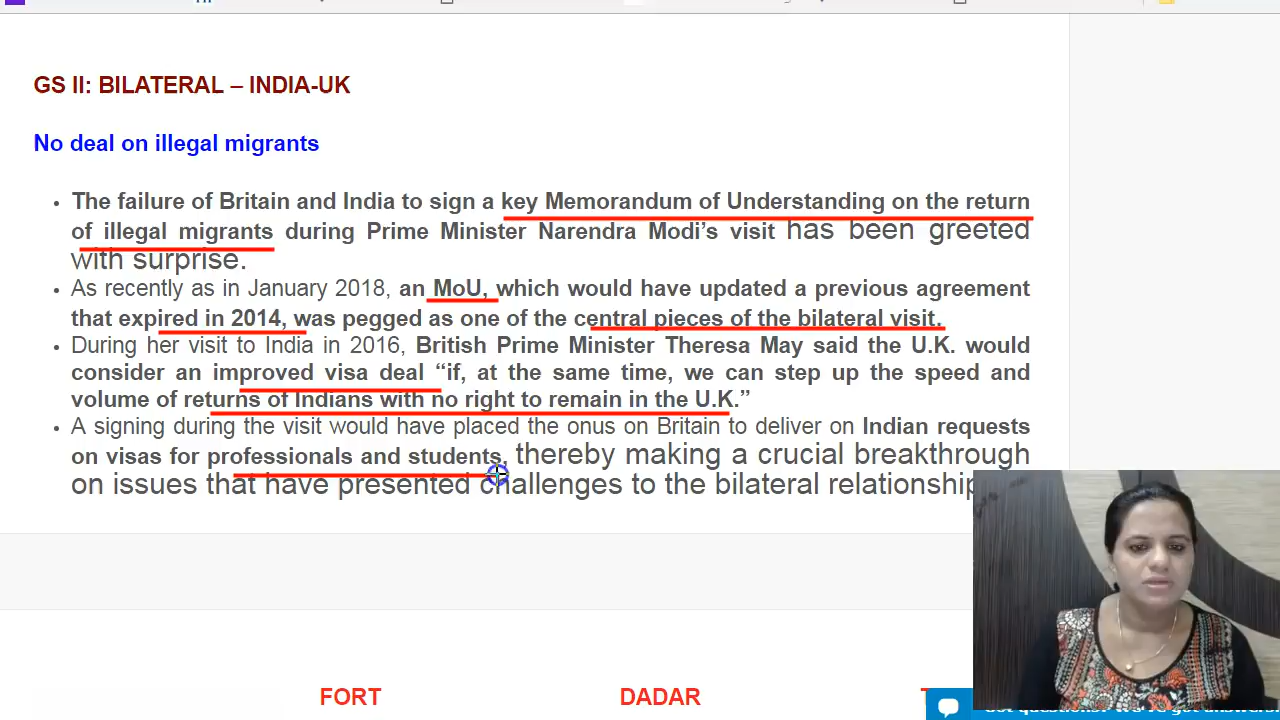 GS II: BILATERAL – INDIA-UK
No deal on illegal migrants
• The failure of Britain and India to sign a key Memorandum of Understanding on the return
of illegal migrants during Prime Minister Narendra Modi's visit has been greeted
with surprise.
• As recently as in January 2018, an MoU, which would have updated a previous agreement
that expired in 2014, was pegged as one of the central pieces of the bilateral visit.
• During her visit to India in 2016, British Prime Minister Theresa May said the U.K. would
consider an improved visa deal “if, at the same time, we can step up the speed and
volume of returns of Indians with no right to remain in the U.K.”
• A signing during the visit would have placed the onus on Britain to deliver on Indian requests
on visas for professionals and students, thereby making a crucial breakthrough
on issues that have presented challenges to the bilateral relationship
FORT DADAR